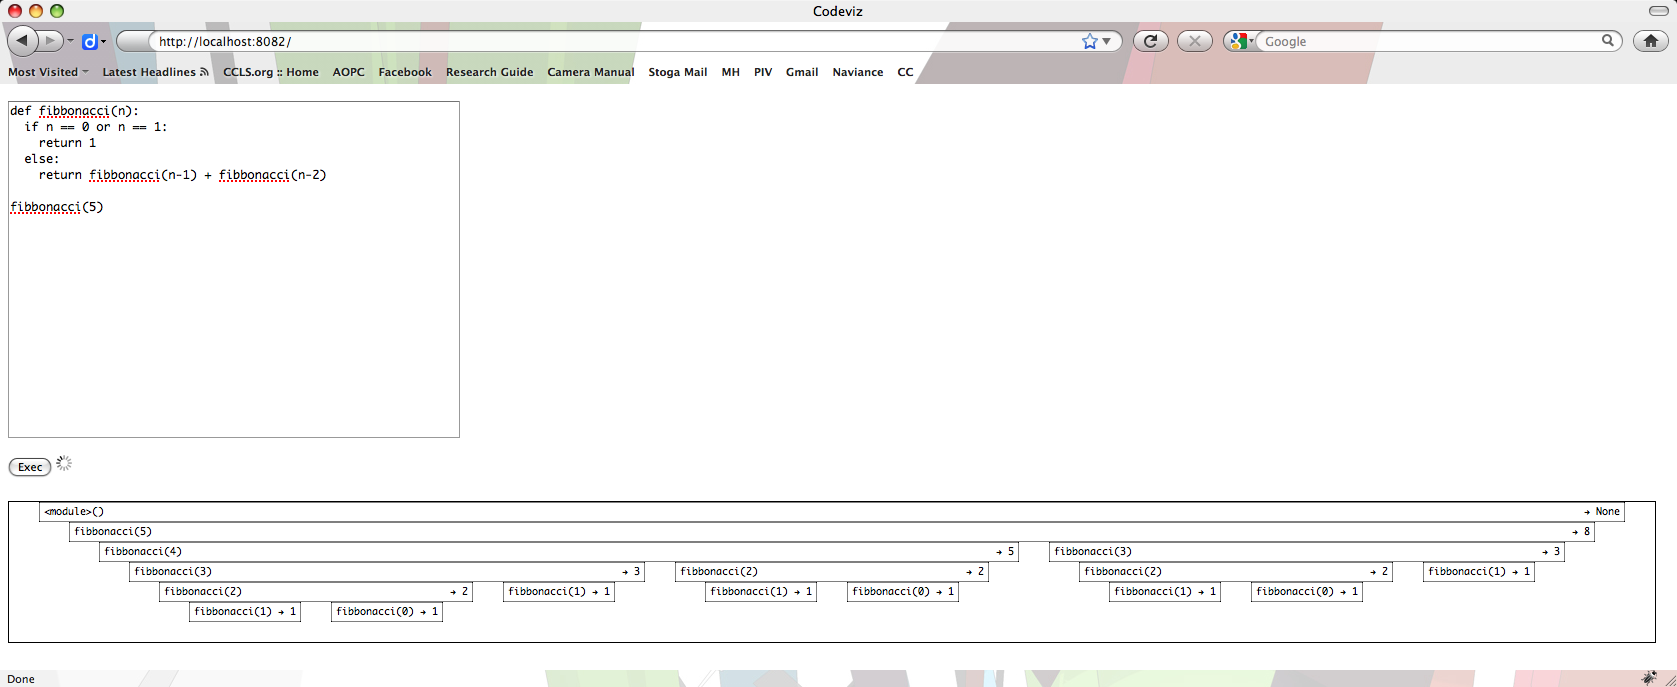 Codeviz
http://localhost:8082/
Google
Most Visited Latest Headlines CCLS.org :: Home AOPC Facebook Research Guide Camera Manual Stoga Mail MH PIV Gmail Naviance CC
def fibbonacci(n):
  if n == 0 or n == 1:
    return 1
  else:
    return fibbonacci(n-1) + fibbonacci(n-2)
fibbonacci(5)
Exec
<module>() → None
fibbonacci(5) → 8
fibbonacci(4) → 5 fibbonacci(3) → 3
fibbonacci(3) → 3 fibbonacci(2) → 2 fibbonacci(2) → 2 fibbonacci(1) → 1
fibbonacci(2) → 2 fibbonacci(1) → 1 fibbonacci(1) → 1 fibbonacci(0) → 1 fibbonacci(1) → 1 fibbonacci(0) → 1
fibbonacci(1) → 1 fibbonacci(0) → 1
Done